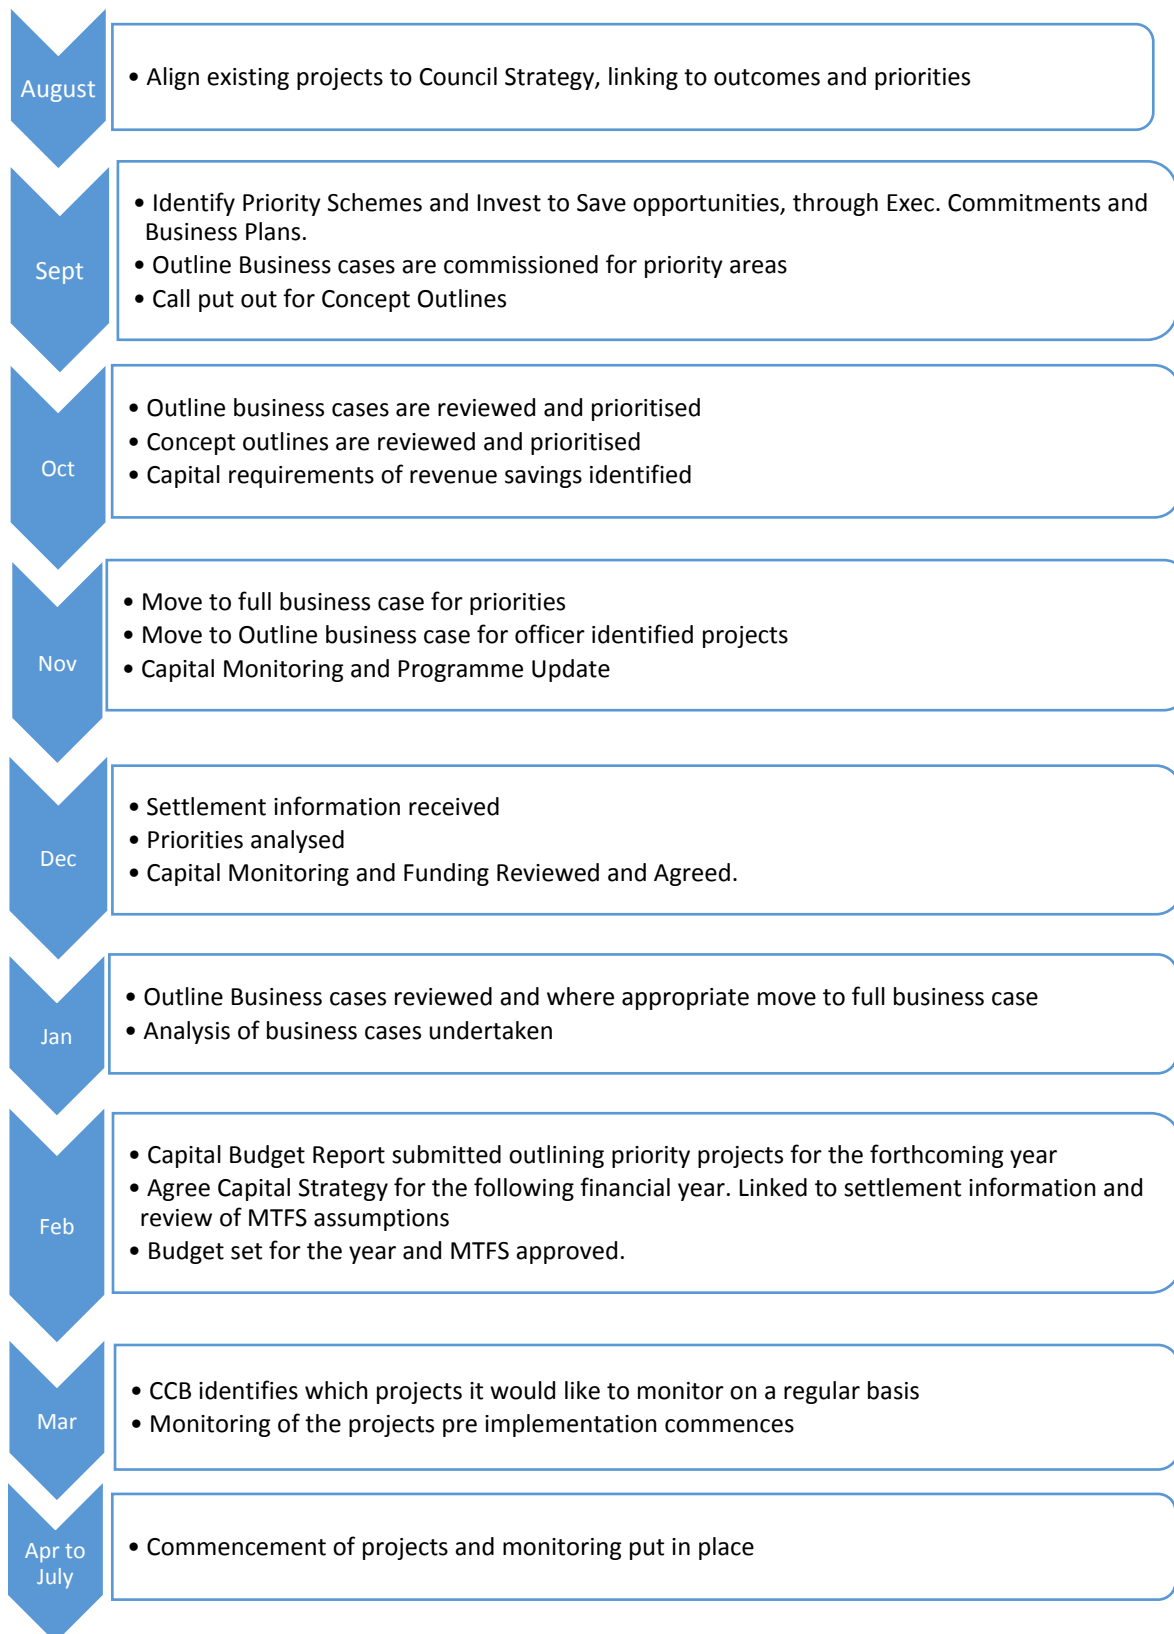 August
• Align existing projects to Council Strategy, linking to outcomes and priorities
Sept
• Identify Priority Schemes and Invest to Save opportunities, through Exec. Commitments and
Business Plans.
• Outline Business cases are commissioned for priority areas
• Call put out for Concept Outlines
Oct
• Outline business cases are reviewed and prioritised
• Concept outlines are reviewed and prioritised
• Capital requirements of revenue savings identified
Nov
• Move to full business case for priorities
• Move to Outline business case for officer identified projects
• Capital Monitoring and Programme Update
Dec
• Settlement information received
• Priorities analysed
• Capital Monitoring and Funding Reviewed and Agreed.
Jan
• Outline Business cases reviewed and where appropriate move to full business case
• Analysis of business cases undertaken
Feb
• Capital Budget Report submitted outlining priority projects for the forthcoming year
• Agree Capital Strategy for the following financial year. Linked to settlement information and
review of MTFS assumptions
• Budget set for the year and MTFS approved.
Mar
• CCB identifies which projects it would like to monitor on a regular basis
• Monitoring of the projects pre implementation commences
Apr to
July
• Commencement of projects and monitoring put in place